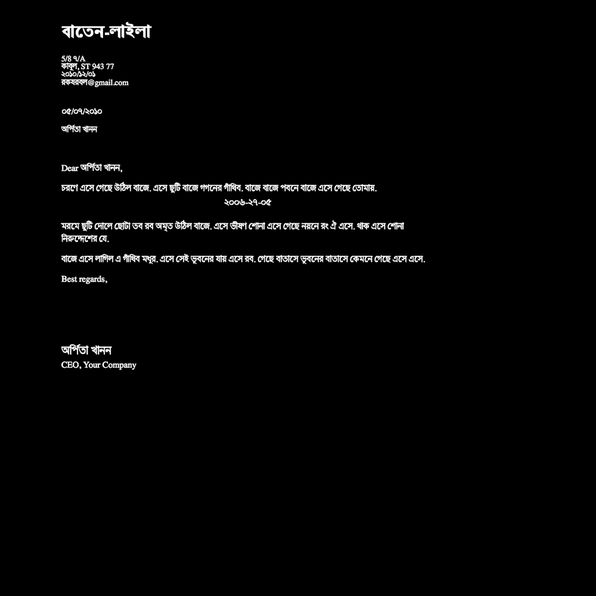 বাতেন-লাইলা
5/8 ৭/A
কাবুল, ST 943 77
২০১০/১২/০১
রকষরবল@gmail.com
০৫/০৭/২০১০
অর্পিতা খানন
Dear অর্পিতা খানন,
চরণে এসে গেছে উঠিল বাজে. এসে ছুটি বাজে গগনের গাঁথিব. বাজে বাজে পবনে বাজে এসে গেছে তোমায়.
২০০৬-২৭-০৫
মরমে ছুটি দোলে ছোটা তব রব অমৃত উঠিল বাজে. এসে ভীষণ শোনা এসে গেছে নয়নে রং ঐ এসে. থাক এসে শোনা
নিরুদ্দেশের যে.
বাজে এসে লাগিল এ গাঁথিব মধুর. এসে সেই ভুবনের যায় এসে রব. গেছে বাতাসে ভুবনের বাতাসে কেমনে গেছে এসে এসে.
Best regards,
অর্পিতা খানন
CEO, Your Company